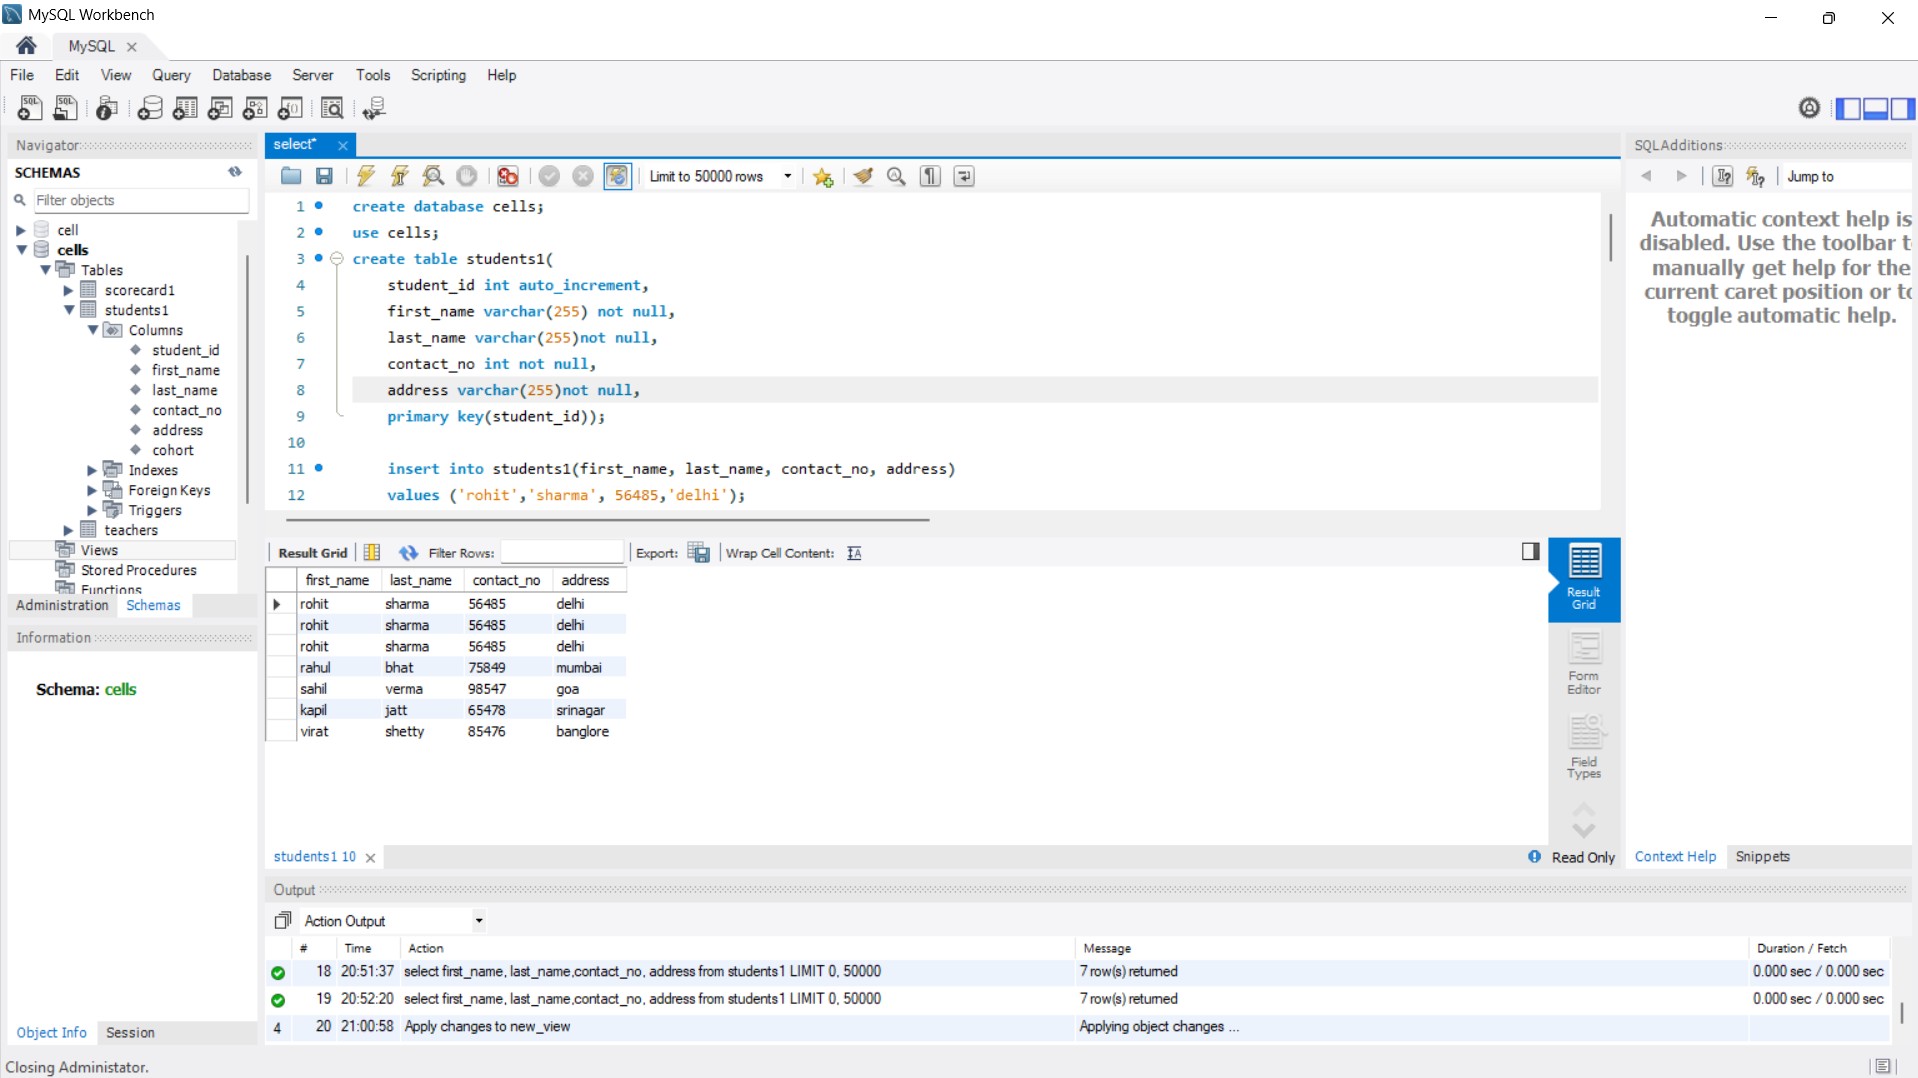 MySQL Workbench
MySQL
File Edit View Query Database Server Tools Scripting Help
Navigator
SCHEMAS
Filter objects
cell
cells
Tables
scorecard1
students1
Columns
student_id
first_name
last_name
contact_no
address
cohort
Indexes
Foreign Keys
Triggers
teachers
Views
Stored Procedures
Functions
Administration Schemas
Information
Schema: cells
Object Info Session
Closing Administator.
select*
Limit to 50000 rows
1 create database cells;
2 use cells;
3 create table students1(
4 student_id int auto_increment,
5 first_name varchar(255) not null,
6 last_name varchar(255)not null,
7 contact_no int not null,
8 address varchar(255)not null,
9 primary key(student_id));
10
11 insert into students1(first_name, last_name, contact_no, address)
12 values ('rohit','sharma', 56485,'delhi');
Result Grid Filter Rows: Export: Wrap Cell Content:
first_name last_name contact_no address
rohit sharma 56485 delhi
rohit sharma 56485 delhi
rohit sharma 56485 delhi
rahul bhat 75849 mumbai
sahil verma 98547 goa
kapil jatt 65478 srinagar
virat shetty 85476 banglore
Result
Grid
Form
Editor
Field
Types
students1 10
Read Only
SQLAdditions
Jump to
Automatic context help is
disabled. Use the toolbar t
manually get help for the
current caret position or to
toggle automatic help.
Context Help Snippets
Output
Action Output
# Time Action Message Duration / Fetch
18 20:51:37 select first_name, last_name,contact_no, address from students1 LIMIT 0, 50000 7 row(s) returned 0.000 sec / 0.000 sec
19 20:52:20 select first_name, last_name,contact_no, address from students1 LIMIT 0, 50000 7 row(s) returned 0.000 sec / 0.000 sec
4 20 21:00:58 Apply changes to new_view Applying object changes ...